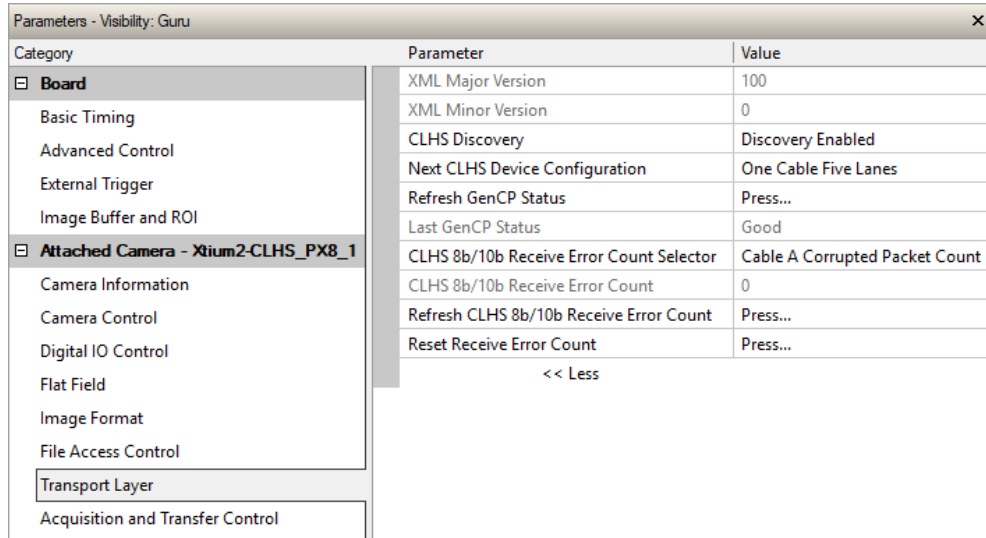 Parameters - Visibility: Guru
Category Parameter Value
Board XML Major Version 100
Basic Timing XML Minor Version 0
Advanced Control CLHS Discovery Discovery Enabled
External Trigger Next CLHS Device Configuration One Cable Five Lanes
Image Buffer and ROI Refresh GenCP Status Press...
Attached Camera - Xtium2-CLHS_PX8_1 Last GenCP Status Good
Camera Information CLHS 8b/10b Receive Error Count Selector Cable A Corrupted Packet Count
Camera Control CLHS 8b/10b Receive Error Count 0
Digital IO Control Refresh CLHS 8b/10b Receive Error Count Press...
Flat Field Reset Receive Error Count Press...
Image Format << Less
File Access Control
Transport Layer
Acquisition and Transfer Control